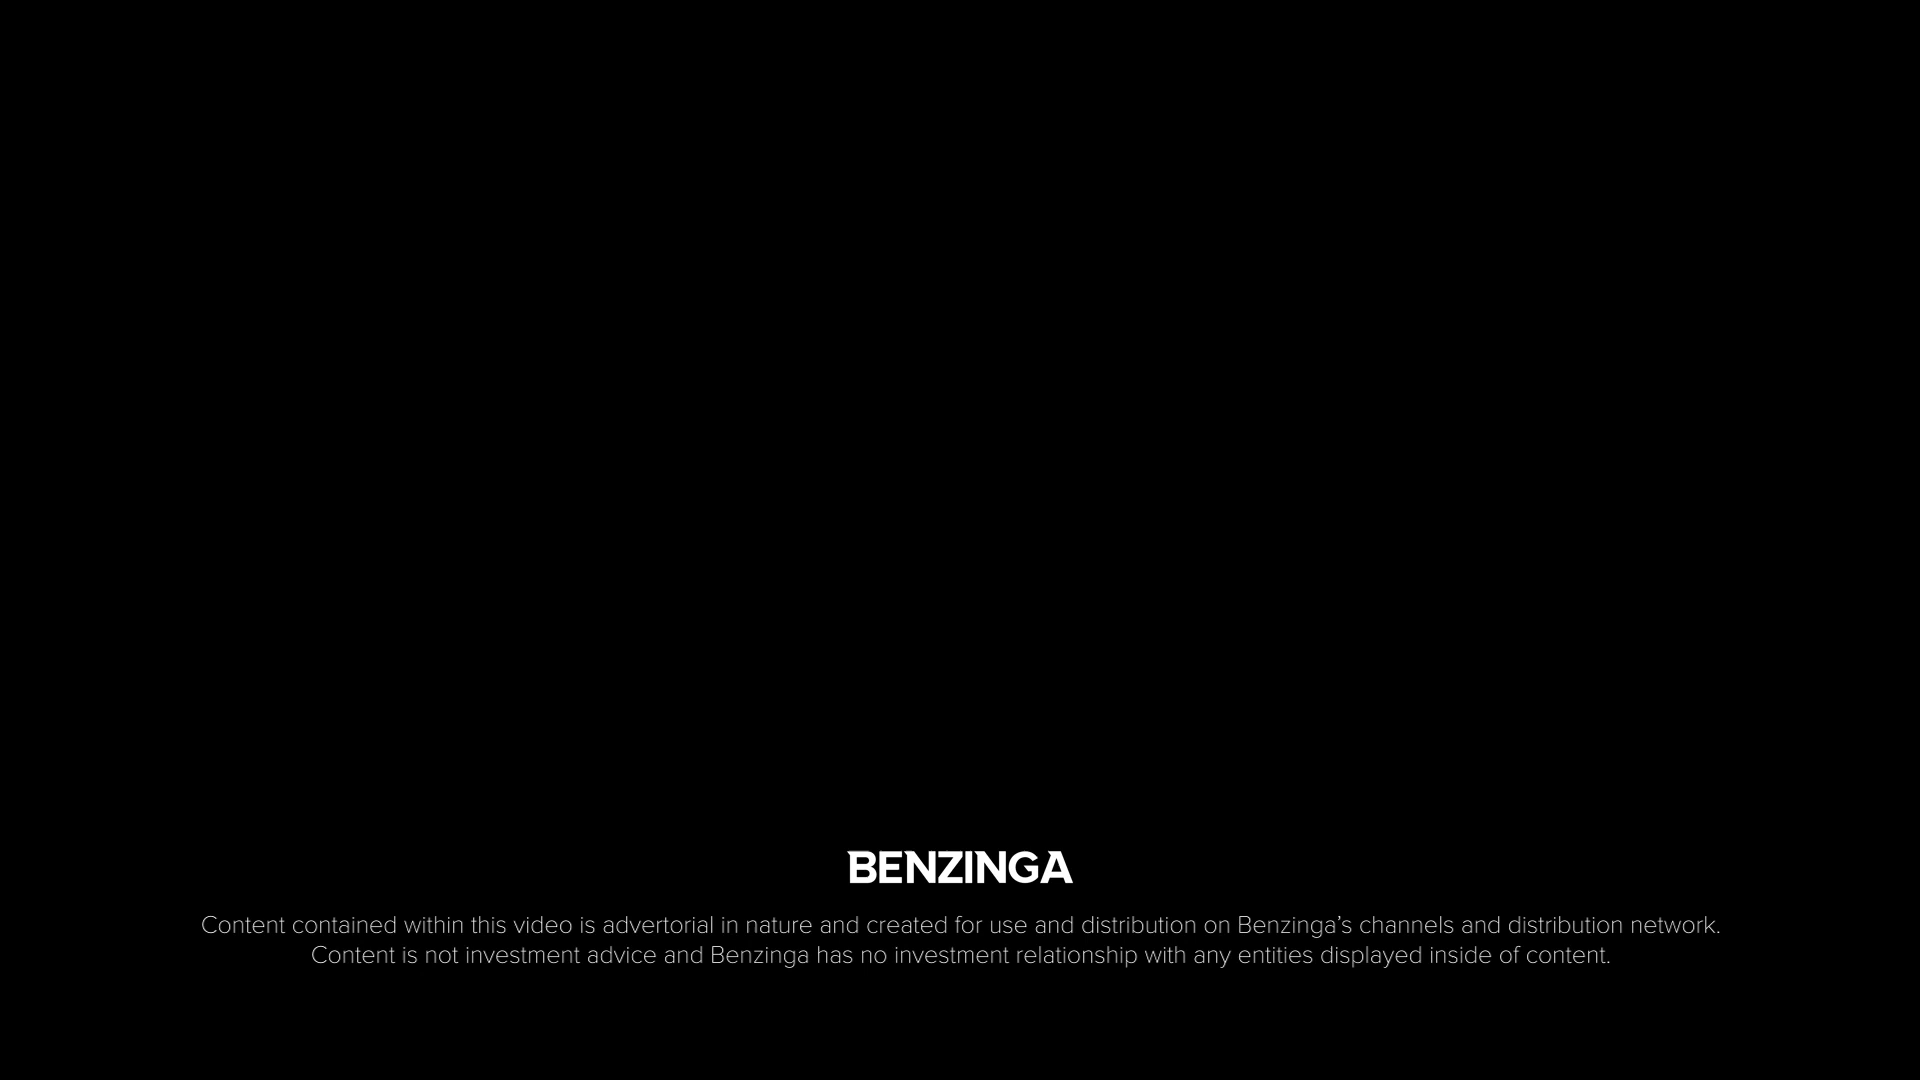 BENZINGA
Content contained within this video is advertorial in nature and created for use and distribution on Benzinga’s channels and distribution network.
Content is not investment advice and Benzinga has no investment relationship with any entities displayed inside of content.